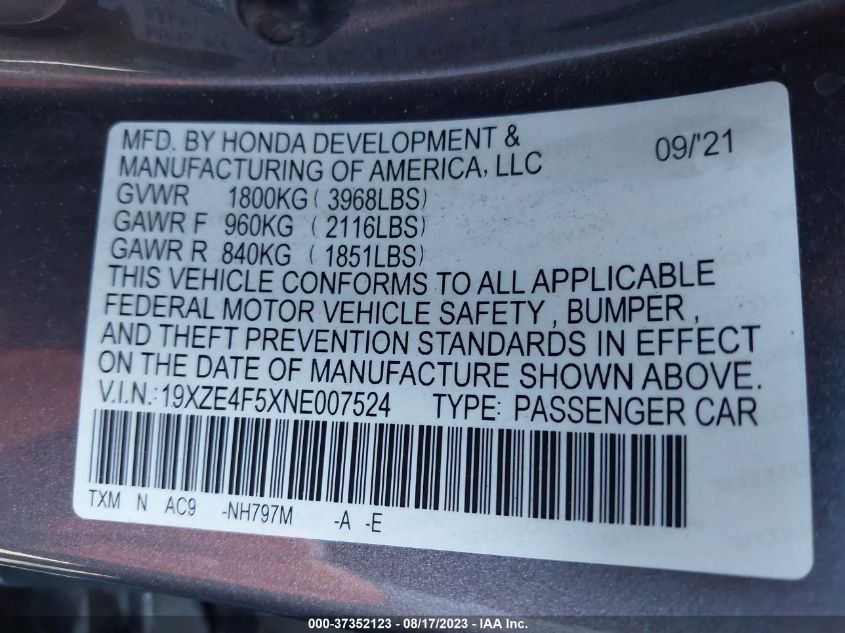 MFD. BY HONDA DEVELOPMENT &
MANUFACTURING OF AMERICA, LLC
09/'21
GVWR 1800KG ( 3968LBS)
GAWR F 960KG ( 2116LBS)
GAWR R 840KG ( 1851LBS)
THIS VEHICLE CONFORMS TO ALL APPLICABLE
FEDERAL MOTOR VEHICLE SAFETY , BUMPER ,
AND THEFT PREVENTION STANDARDS IN EFFECT
ON THE DATE OF MANUFACTURE SHOWN ABOVE.
V.I.N.: 19XZE4F5XNE007524 TYPE: PASSENGER CAR
TXM N AC9 -NH797M -A -E
000-37352123 - 08/17/2023 - IAA Inc.